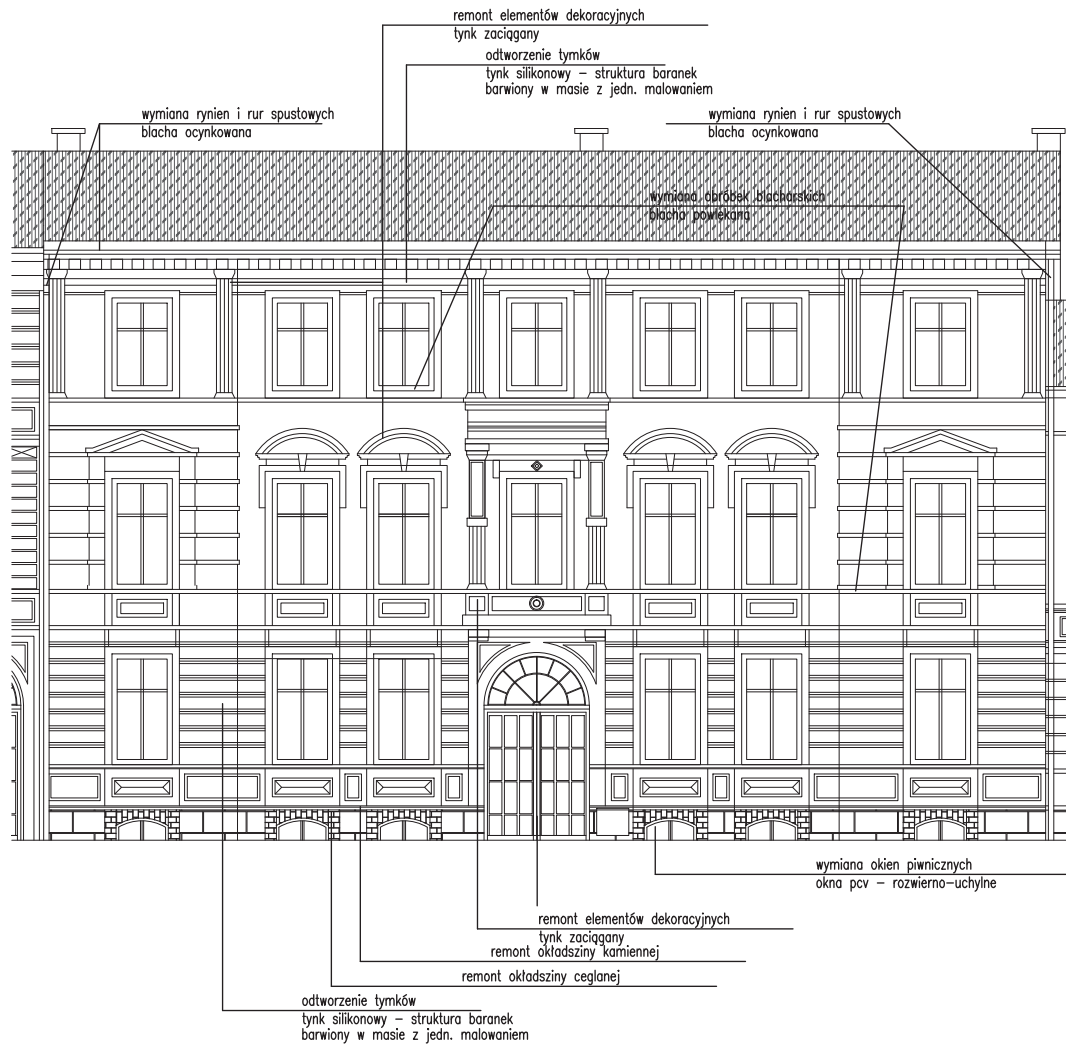 remont elementów dekoracyjnych
tynk zaciągany
odtworzenie tymków
tynk silikonowy – struktura baranek
barwiony w masie z jedn. malowaniem
wymiana rynien i rur spustowych
blacha ocynkowana
wymiana rynien i rur spustowych
blacha ocynkowana
wymiana obróbek blacharskich
blacha powlekana
wymiana okien piwnicznych
okna pcv – rozwierno-uchylne
remont elementów dekoracyjnych
tynk zaciągany
remont okładsziny kamiennej
remont okładsziny ceglanej
odtworzenie tymków
tynk silikonowy – struktura baranek
barwiony w masie z jedn. malowaniem